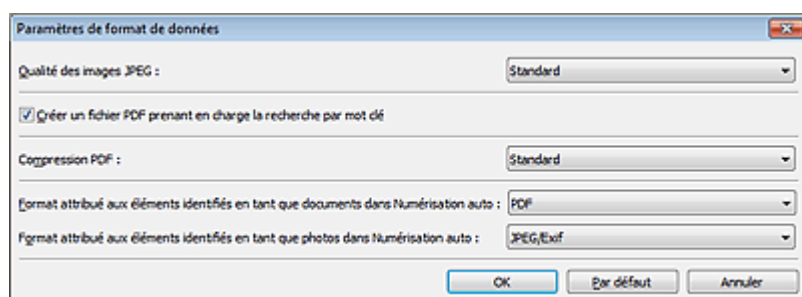 Paramètres de format de données
Qualité des images JPEG : Standard
Créer un fichier PDF prenant en charge la recherche par mot clé
Compression PDF : Standard
Format attribué aux éléments identifiés en tant que documents dans Numérisation auto : PDF
Format attribué aux éléments identifiés en tant que photos dans Numérisation auto : JPEG/Exif
OK Par défaut Annuler